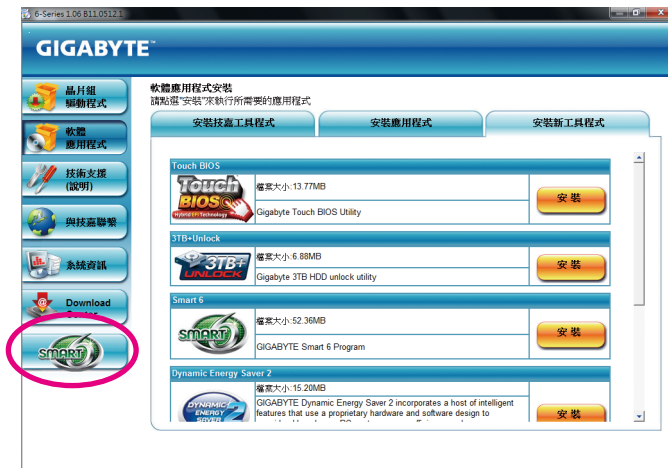 6-Series 1.06 B11.0512.1
GIGABYTE™
晶片組
驅動程式
軟體
應用程式
技術支援
(說明)
與技嘉聯繫
系統資訊
Download
Center
SMART 6
軟體應用程式安裝
請點選"安裝"來執行所需要的應用程式
安裝技嘉工具程式
安裝應用程式
安裝新工具程式
Touch BIOS
Touch
BIOS
Hybrid EFI Technology
檔案大小:13.77MB
Gigabyte Touch BIOS Utility
安裝
3TB+Unlock
3TB+
UNLOCK
檔案大小:6.88MB
Gigabyte 3TB HDD unlock utility
安裝
Smart 6
SMART 6
檔案大小:52.36MB
GIGABYTE Smart 6 Program
安裝
Dynamic Energy Saver 2
DYNAMIC
ENERGY
SAVER
2
檔案大小:15.20MB
GIGABYTE Dynamic Energy Saver 2 incorporates a host of intelligent
features that use a proprietary hardware and software design to
安裝